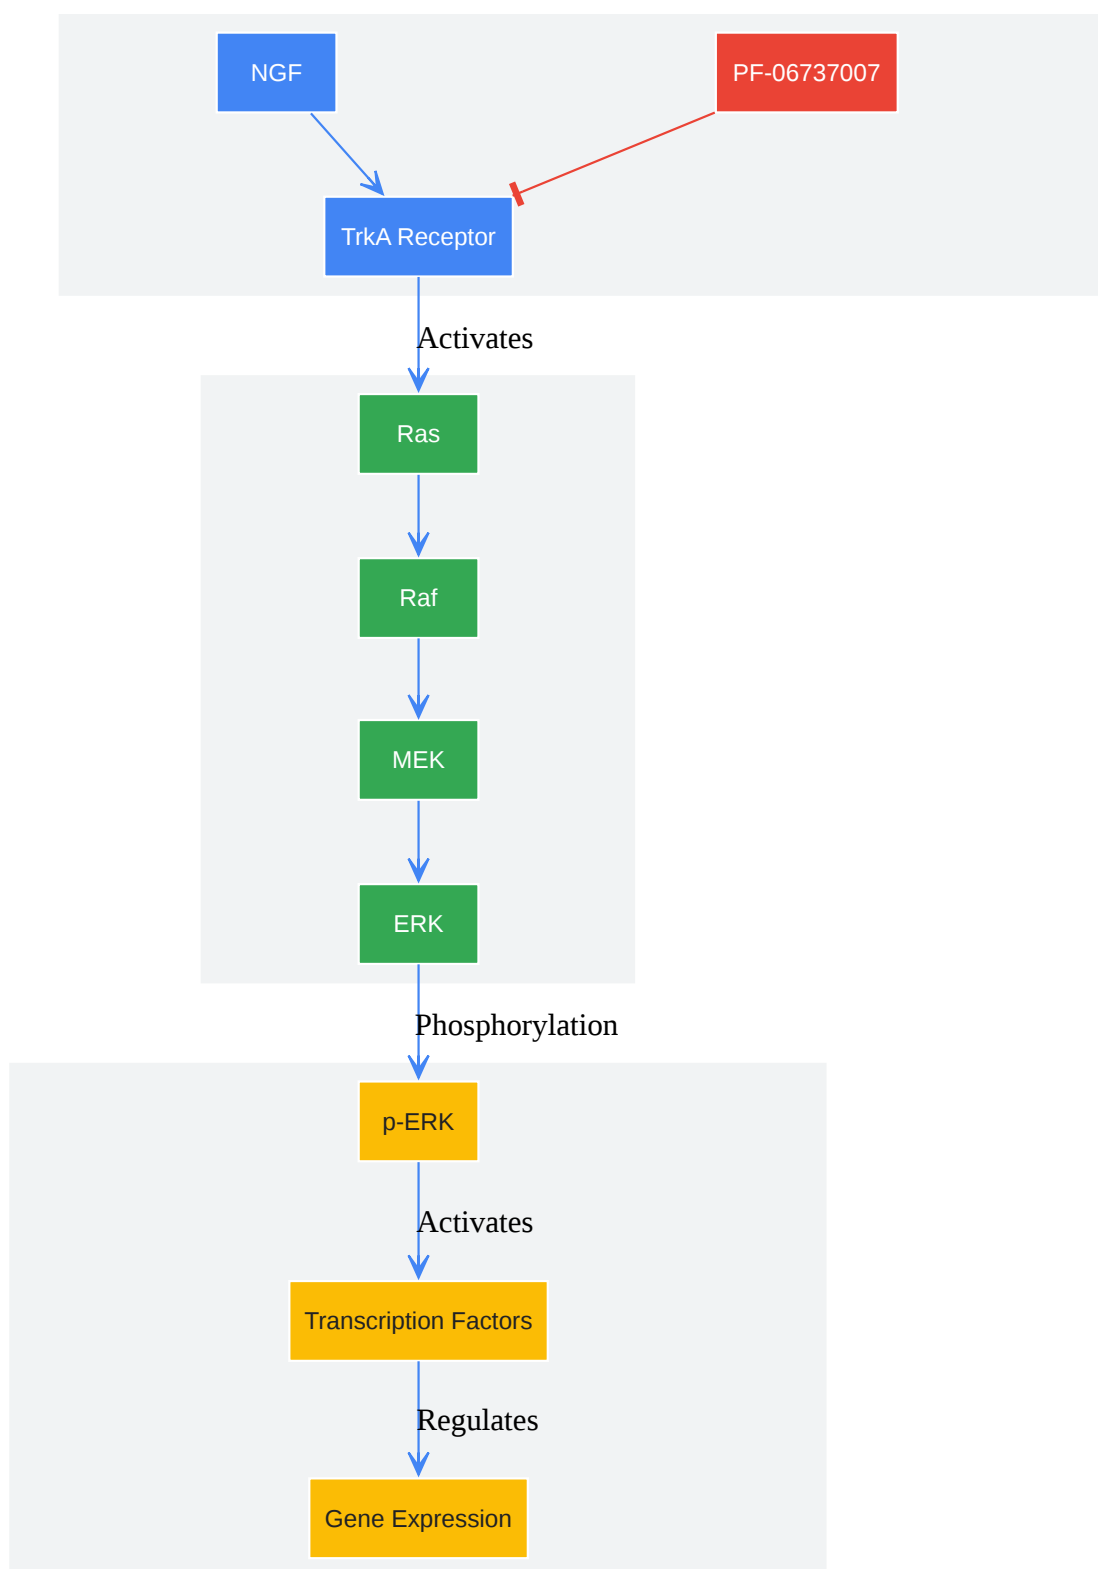 NGF
PF-06737007
TrkA Receptor
Activates
Ras
Raf
MEK
ERK
Phosphorylation
p-ERK
Activates
Transcription Factors
Regulates
Gene Expression